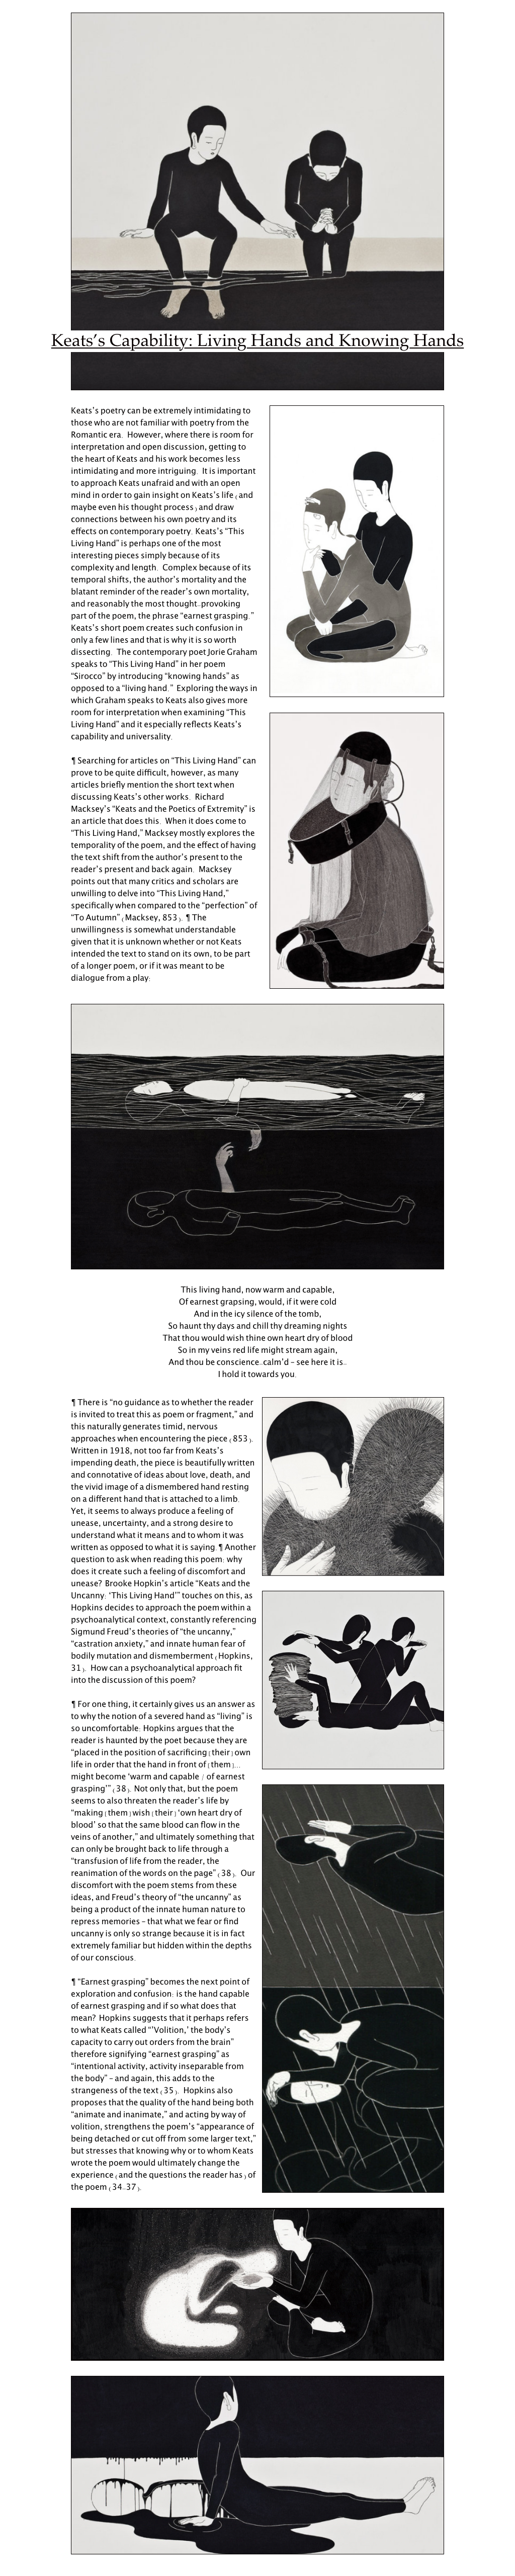 Keats's Capability: Living Hands and Knowing Hands
Keats's poetry can be extremely intimidating to
those who are not familiar with poetry from the
Romantic era. However, where there is room for
interpretation and open discussion, getting to
the heart of Keats and his work becomes less
intimidating and more intriguing. It is important
to approach Keats unafraid and with an open
mind in order to gain insight on Keats's life (and
maybe even his thought process) and draw
connections between his own poetry and its
effects on contemporary poetry. Keats's "This
Living Hand" is perhaps one of the most
interesting pieces simply because of its
complexity and length. Complex because of its
temporal shifts, the author's mortality and the
blatant reminder of the reader's own mortality,
and reasonably the most thought-provoking
part of the poem, the phrase "earnest grasping."
Keats's short poem creates such confusion in
only a few lines and that is why it is so worth
dissecting. The contemporary poet Jorie Graham
speaks to "This Living Hand" in her poem
"Sirocco" by introducing "knowing hands" as
opposed to a "living hand." Exploring the ways in
which Graham speaks to Keats also gives more
room for interpretation when examining "This
Living Hand" and it especially reflects Keats's
capability and universality.
¶ Searching for articles on "This Living Hand" can
prove to be quite difficult, however, as many
articles briefly mention the short text when
discussing Keats's other works. Richard
Macksey's "Keats and the Poetics of Extremity" is
an article that does this. When it does come to
"This Living Hand," Macksey mostly explores the
temporality of the poem, and the effect of having
the text shift from the author's present to the
reader's present and back again. Macksey
points out that many critics and scholars are
unwilling to delve into "This Living Hand,"
specifically when compared to the "perfection" of
"To Autumn" (Macksey, 853). ¶ The
unwillingness is somewhat understandable
given that it is unknown whether or not Keats
intended the text to stand on its own, to be part
of a longer poem, or if it was meant to be
dialogue from a play:
This living hand, now warm and capable,
Of earnest grapsing, would, if it were cold
And in the icy silence of the tomb,
So haunt thy days and chill thy dreaming nights
That thou would wish thine own heart dry of blood
So in my veins red life might stream again,
And thou be conscience-calm'd – see here it is-
I hold it towards you.
¶ There is "no guidance as to whether the reader
is invited to treat this as poem or fragment," and
this naturally generates timid, nervous
approaches when encountering the piece (853).
Written in 1918, not too far from Keats's
impending death, the piece is beautifully written
and connotative of ideas about love, death, and
the vivid image of a dismembered hand resting
on a different hand that is attached to a limb.
Yet, it seems to always produce a feeling of
unease, uncertainty, and a strong desire to
understand what it means and to whom it was
written as opposed to what it is saying. ¶ Another
question to ask when reading this poem: why
does it create such a feeling of discomfort and
unease? Brooke Hopkin's article "Keats and the
Uncanny: 'This Living Hand'" touches on this, as
Hopkins decides to approach the poem within a
psychoanalytical context, constantly referencing
Sigmund Freud's theories of "the uncanny,"
"castration anxiety," and innate human fear of
bodily mutation and dismemberment (Hopkins,
31). How can a psychoanalytical approach fit
into the discussion of this poem?
¶ For one thing, it certainly gives us an answer as
to why the notion of a severed hand as "living" is
so uncomfortable: Hopkins argues that the
reader is haunted by the poet because they are
"placed in the position of sacrificing [their] own
life in order that the hand in front of [them]...
might become 'warm and capable / of earnest
grasping'" (38). Not only that, but the poem
seems to also threaten the reader's life by
"making [them] wish [their] 'own heart dry of
blood' so that the same blood can flow in the
veins of another," and ultimately something that
can only be brought back to life through a
"transfusion of life from the reader, the
reanimation of the words on the page" (38). Our
discomfort with the poem stems from these
ideas, and Freud's theory of "the uncanny" as
being a product of the innate human nature to
repress memories – that what we fear or find
uncanny is only so strange because it is in fact
extremely familiar but hidden within the depths
of our conscious.
¶ "Earnest grasping" becomes the next point of
exploration and confusion: is the hand capable
of earnest grasping and if so what does that
mean? Hopkins suggests that it perhaps refers
to what Keats called "'Volition,' the body's
capacity to carry out orders from the brain"
therefore signifying "earnest grasping" as
"intentional activity, activity inseparable from
the body" – and again, this adds to the
strangeness of the text (35). Hopkins also
proposes that the quality of the hand being both
"animate and inanimate," and acting by way of
volition, strengthens the poem's "appearance of
being detached or cut off from some larger text,"
but stresses that knowing why or to whom Keats
wrote the poem would ultimately change the
experience (and the questions the reader has) of
the poem (34-37).